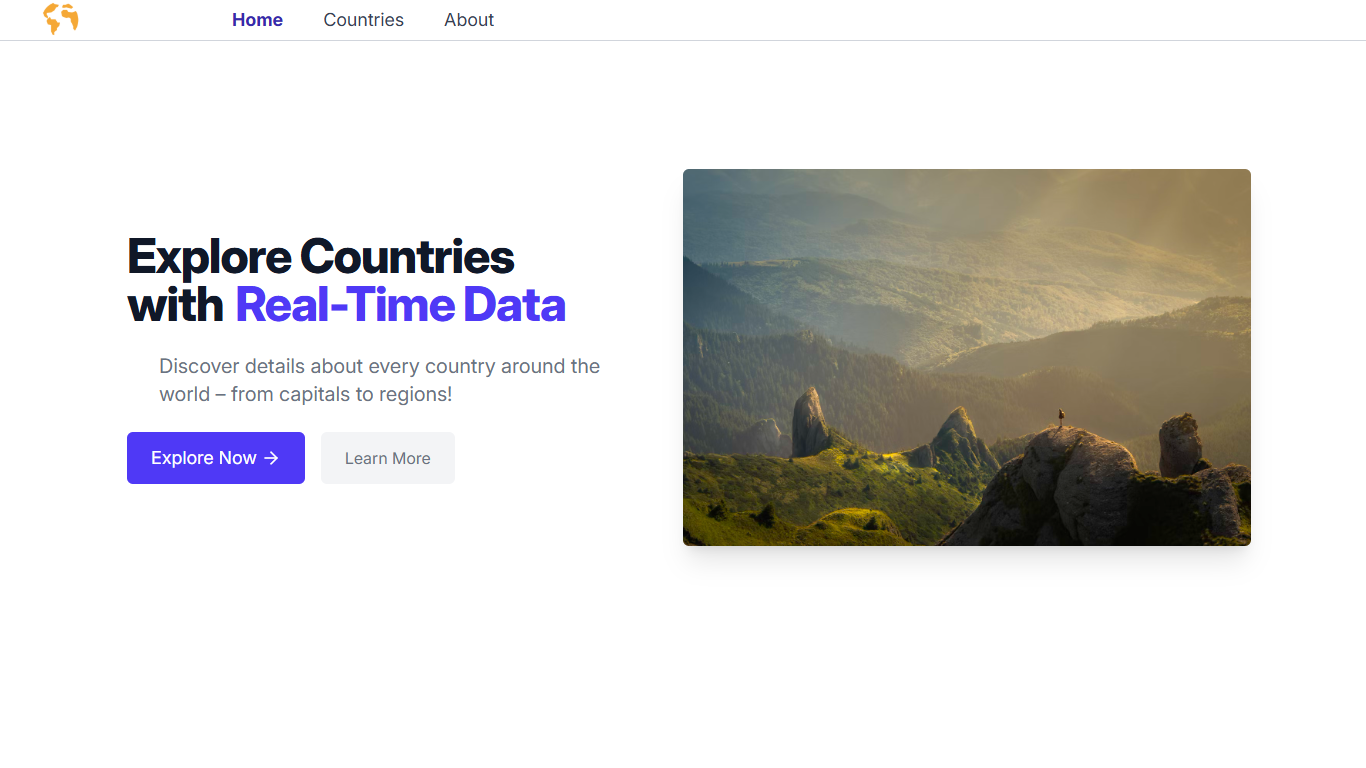 Home Countries About
Explore Countries
with Real-Time Data
Discover details about every country around the
world – from capitals to regions!
Explore Now →
Learn More